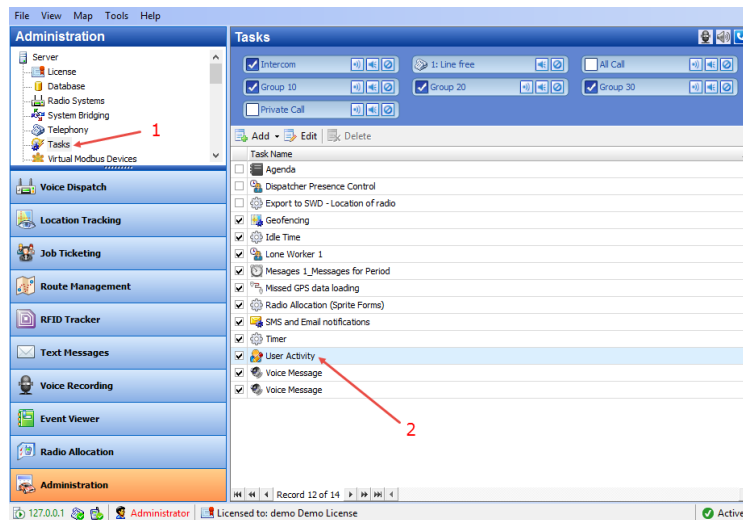 File View Map Tools Help
Administration
Server
License
Database
Radio Systems
System Bridging
Telephony
Tasks
Virtual Modbus Devices
1
Voice Dispatch
Location Tracking
Job Ticketing
Route Management
RFID Tracker
Text Messages
Voice Recording
Event Viewer
Radio Allocation
Administration
Tasks
Intercom 1: Line free All Call
Group 10 Group 20 Group 30
Private Call
Add Edit Delete
Task Name
Agenda
Dispatcher Presence Control
Export to SWD - Location of radio
Geofencing
Idle Time
Lone Worker 1
Mesages 1_Messages for Period
Missed GPS data loading
Radio Allocation (Sprite Forms)
SMS and Email notifications
Timer
User Activity
Voice Message
Voice Message
2
Record 12 of 14
127.0.0.1 Administrator Licensed to: demo Demo License Active